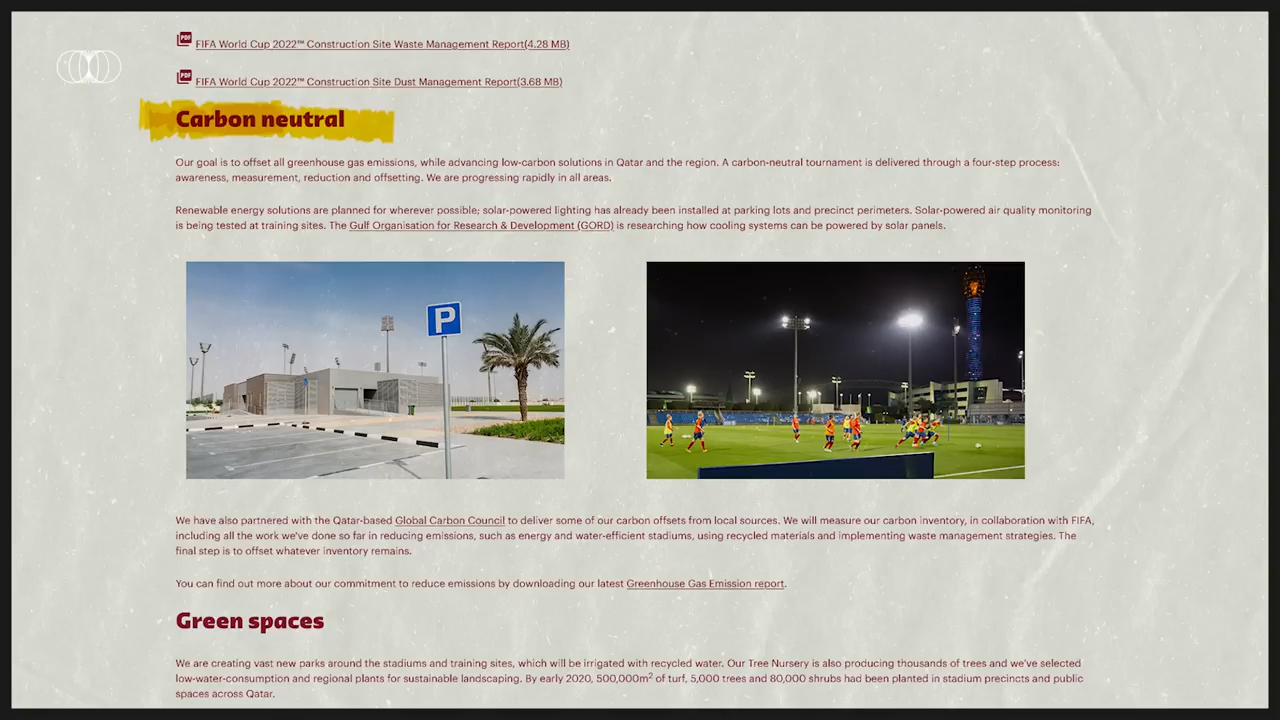 FIFA World Cup 2022™ Construction Site Waste Management Report(4.28 MB)
FIFA World Cup 2022™ Construction Site Dust Management Report(3.68 MB)
Carbon neutral
Our goal is to offset all greenhouse gas emissions, while advancing low-carbon solutions in Qatar and the region. A carbon-neutral tournament is delivered through a four-step process:
awareness, measurement, reduction and offsetting. We are progressing rapidly in all areas.
Renewable energy solutions are planned for wherever possible; solar-powered lighting has already been installed at parking lots and precinct perimeters. Solar-powered air quality monitoring
is being tested at training sites. The Gulf Organisation for Research & Development (GORD) is researching how cooling systems can be powered by solar panels.
P
We have also partnered with the Qatar-based Global Carbon Council to deliver some of our carbon offsets from local sources. We will measure our carbon inventory, in collaboration with FIFA,
including all the work we've done so far in reducing emissions, such as energy and water-efficient stadiums, using recycled materials and implementing waste management strategies. The
final step is to offset whatever inventory remains.
You can find out more about our commitment to reduce emissions by downloading our latest Greenhouse Gas Emission report.
Green spaces
We are creating vast new parks around the stadiums and training sites, which will be irrigated with recycled water. Our Tree Nursery is also producing thousands of trees and we've selected
low-water-consumption and regional plants for sustainable landscaping. By early 2020, 500,000m² of turf, 5,000 trees and 80,000 shrubs had been planted in stadium precincts and public
spaces across Qatar.